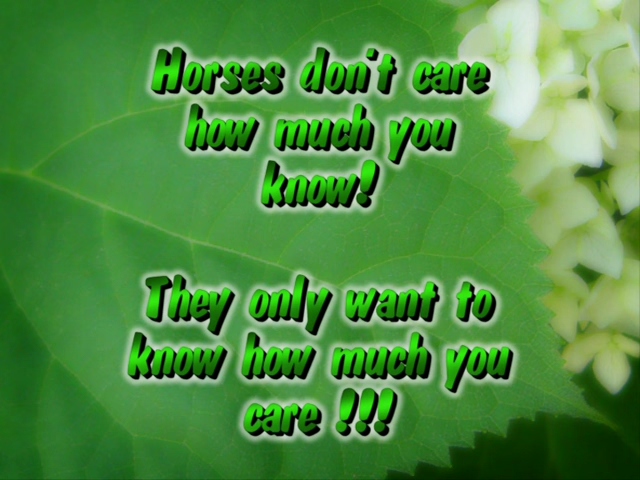 Horses don't care
how much you
know!
They only want to
know how much you
care !!!